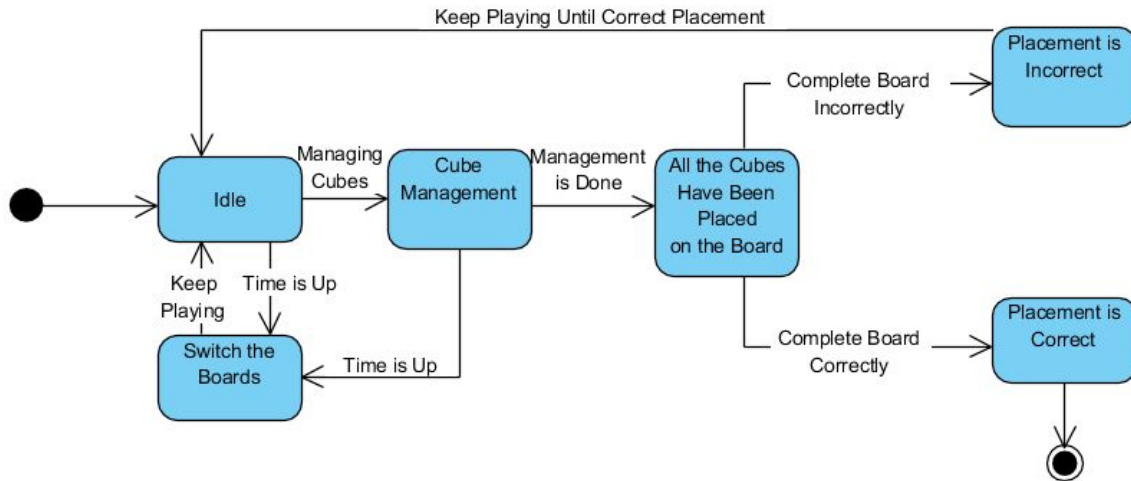 Keep Playing Until Correct Placement
Placement is
Incorrect
Complete Board
Incorrectly
Managing
Cubes
Cube
Management
Management
is Done
All the Cubes
Have Been
Placed
on the Board
Idle
Keep
Playing
Time is Up
Switch the
Boards
Time is Up
Complete Board
Correctly
Placement is
Correct